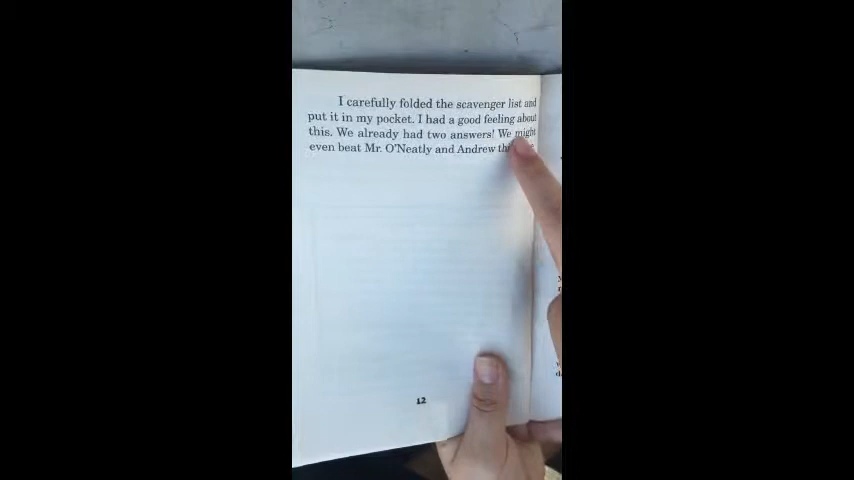 I carefully folded the scavenger list and
put it in my pocket. I had a good feeling about
this. We already had two answers! We might
even beat Mr. O'Neatly and Andrew
12